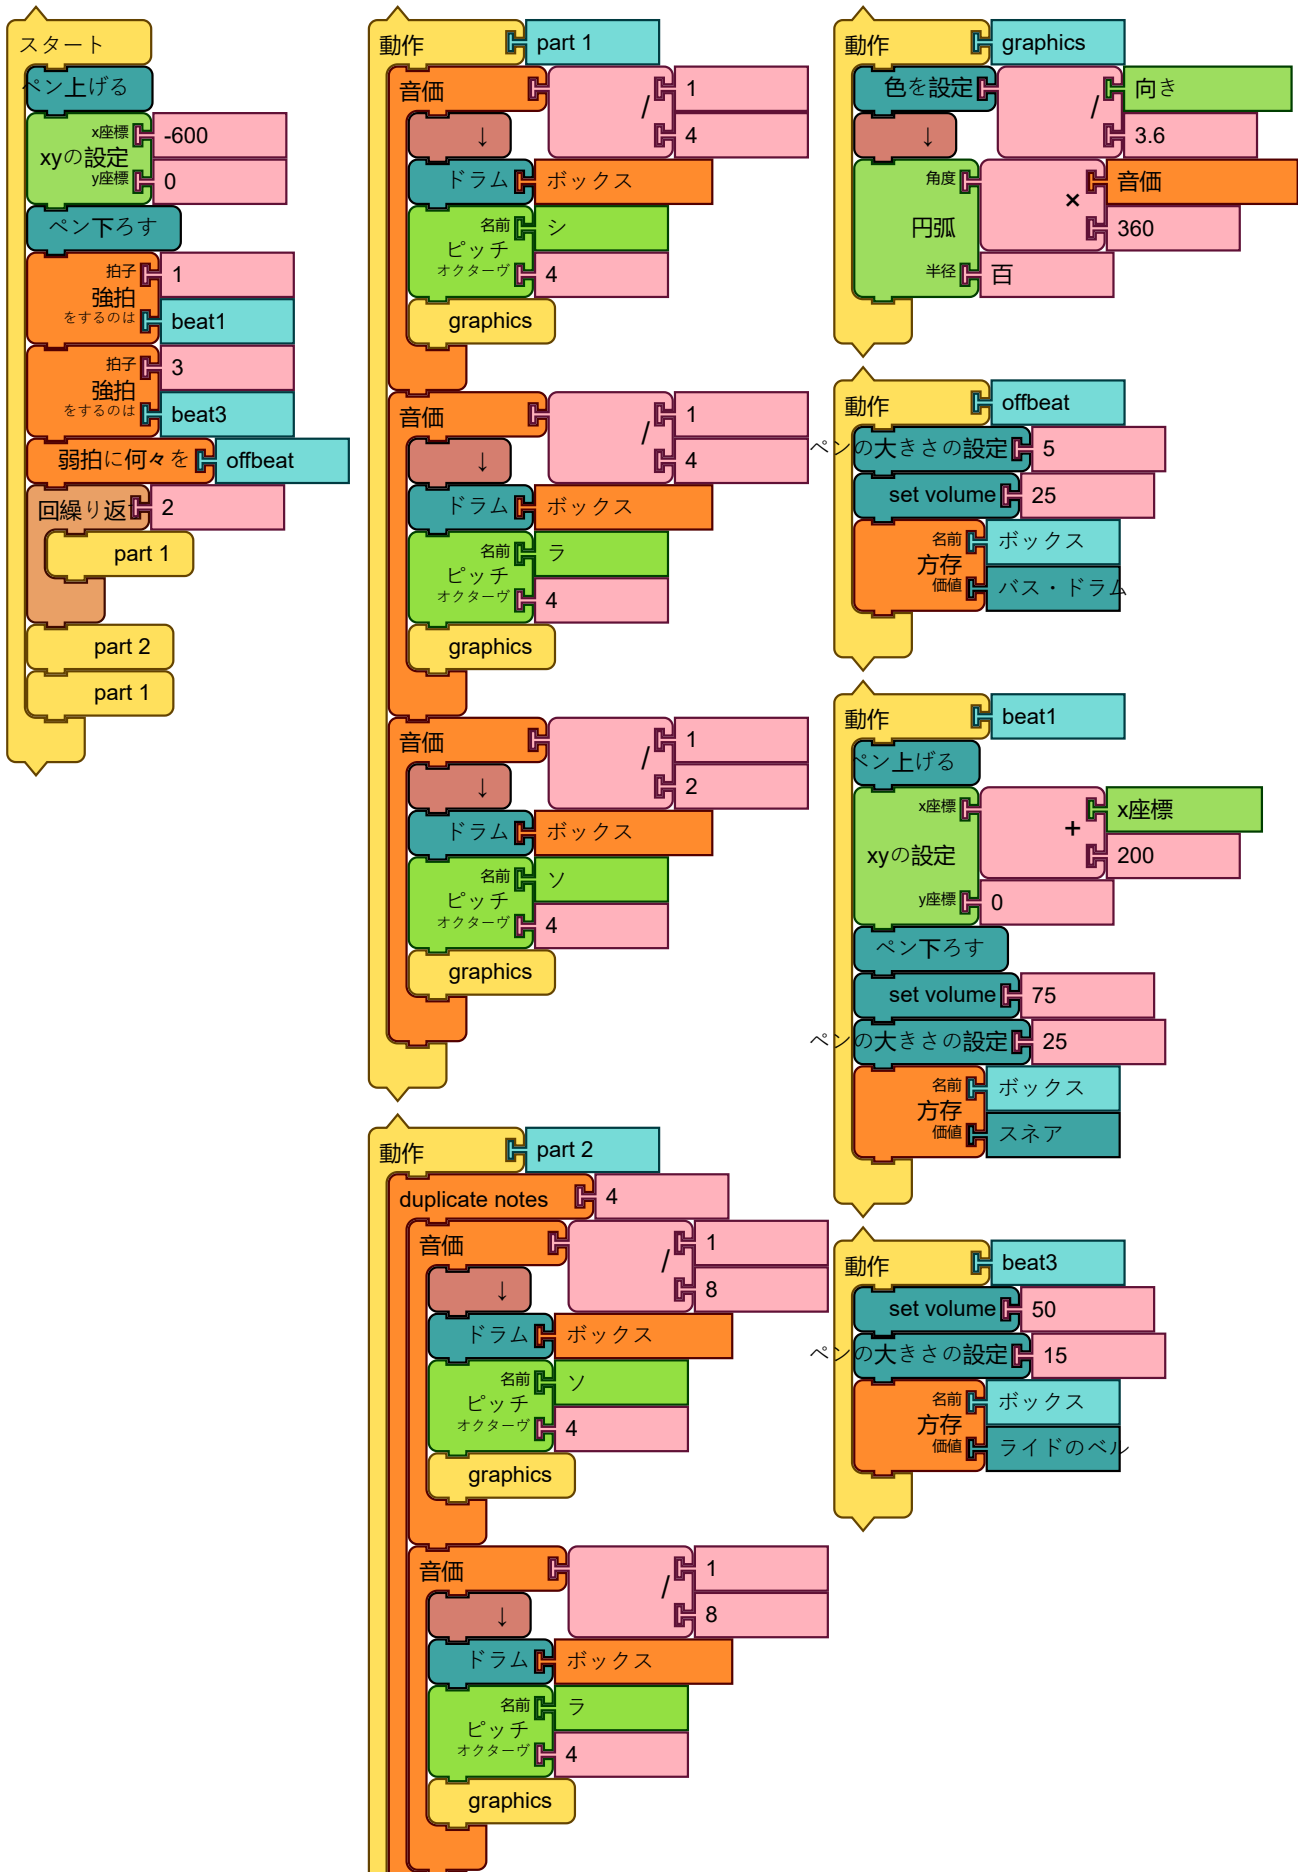 スタート
ペン上げる
x座標
-600
xyの設定
y座標
0
ペン下ろす
拍子
1
強拍
をするのは
beat1
拍子
3
強拍
をするのは
beat3
弱拍に何々を
offbeat
回繰り返
2
part 1
part 2
part 1
動作
part 1
音価
/
1
4
↓
ドラム
ボックス
名前
シ
ピッチ
オクターヴ
4
graphics
音価
/
1
4
↓
ドラム
ボックス
名前
ラ
ピッチ
オクターヴ
4
graphics
音価
/
1
2
↓
ドラム
ボックス
名前
ソ
ピッチ
オクターヴ
4
graphics
動作
part 2
duplicate notes
4
音価
/
1
8
↓
ドラム
ボックス
名前
ソ
ピッチ
オクターヴ
4
graphics
音価
/
1
8
↓
ドラム
ボックス
名前
ラ
ピッチ
オクターヴ
4
graphics
動作
graphics
色を設定
/
向き
3.6
↓
角度
円弧
×
音価
360
半径
百
動作
offbeat
ペンの大きさの設定
5
set volume
25
名前
ボックス
方存
価値
バス・ドラム
動作
beat1
ペン上げる
x座標
+
x座標
200
xyの設定
y座標
0
ペン下ろす
set volume
75
ペンの大きさの設定
25
名前
ボックス
方存
価値
スネア
動作
beat3
set volume
50
ペンの大きさの設定
15
名前
ボックス
方存
価値
ライドのベル